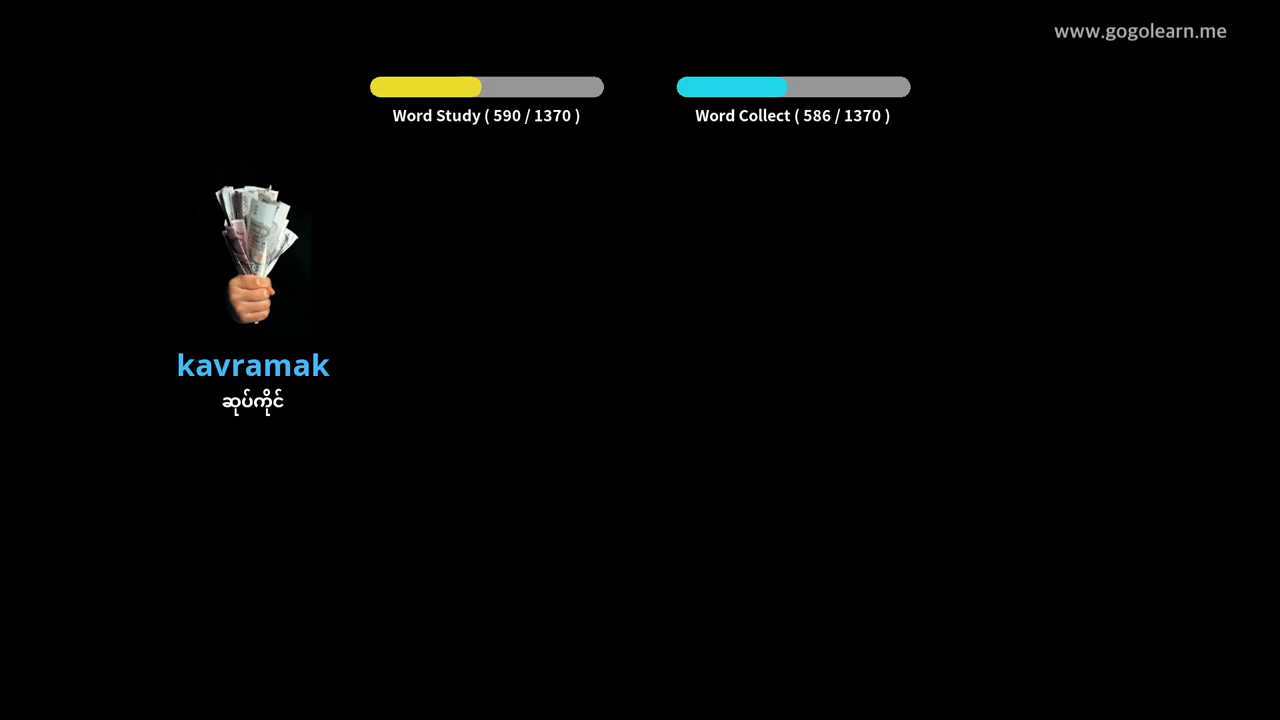 www.gogolearn.me
Word Study ( 590 / 1370 )
Word Collect ( 586 / 1370 )
kavramak
ဆုပ်ကိုင်